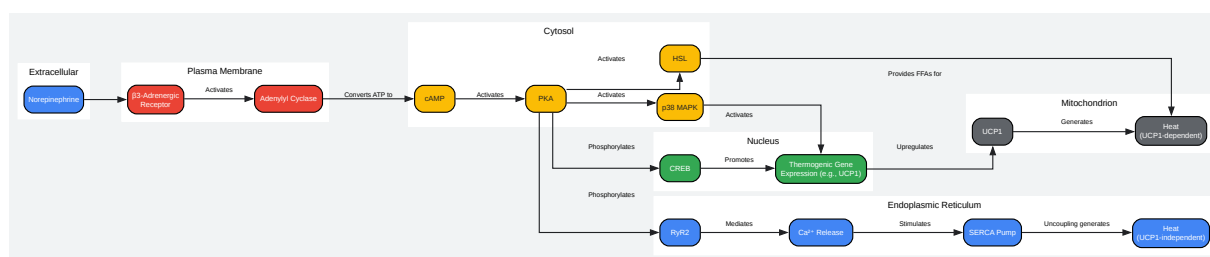 Extracellular
Norepinephrine
Plasma Membrane
β3-Adrenergic
Receptor
Activates
Adenylyl Cyclase
Converts ATP to
Cytosol
cAMP
Activates
PKA
Activates
HSL
Activates
p38 MAPK
Provides FFAs for
Activates
Phosphorylates
Nucleus
CREB
Promotes
Thermogenic Gene
Expression (e.g., UCP1)
Upregulates
Mitochondrion
UCP1
Generates
Heat
(UCP1-dependent)
Phosphorylates
Endoplasmic Reticulum
RyR2
Mediates
Ca²⁺ Release
Stimulates
SERCA Pump
Uncoupling generates
Heat
(UCP1-independent)